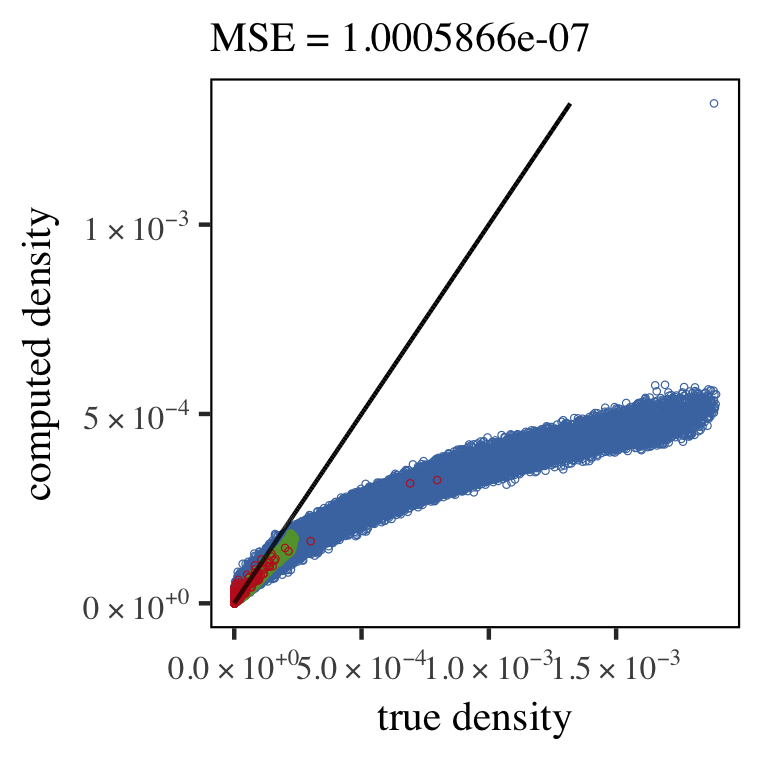 MSE = 1.0005866e-07
computed density
1 × 10⁻³
5 × 10⁻⁴
0 × 10⁺⁰
0.0 × 10⁺⁰ 5.0 × 10⁻⁴ 1.0 × 10⁻³ 1.5 × 10⁻³
true density